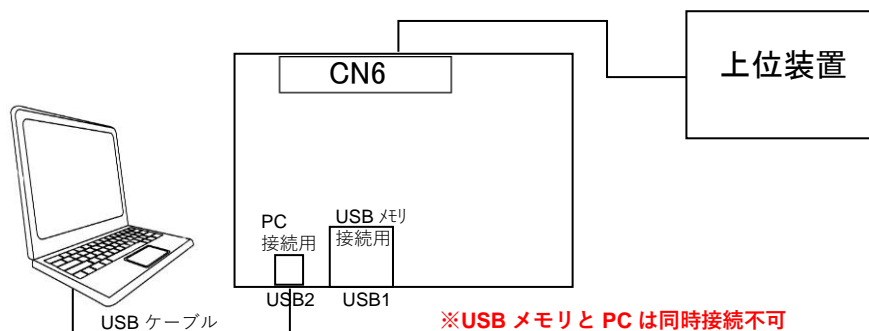 CN6
上位装置
PC
接続用
USB ﾒﾓﾘ
接続用
USB2
USB1
USB ケーブル
※USB メモリと PC は同時接続不可